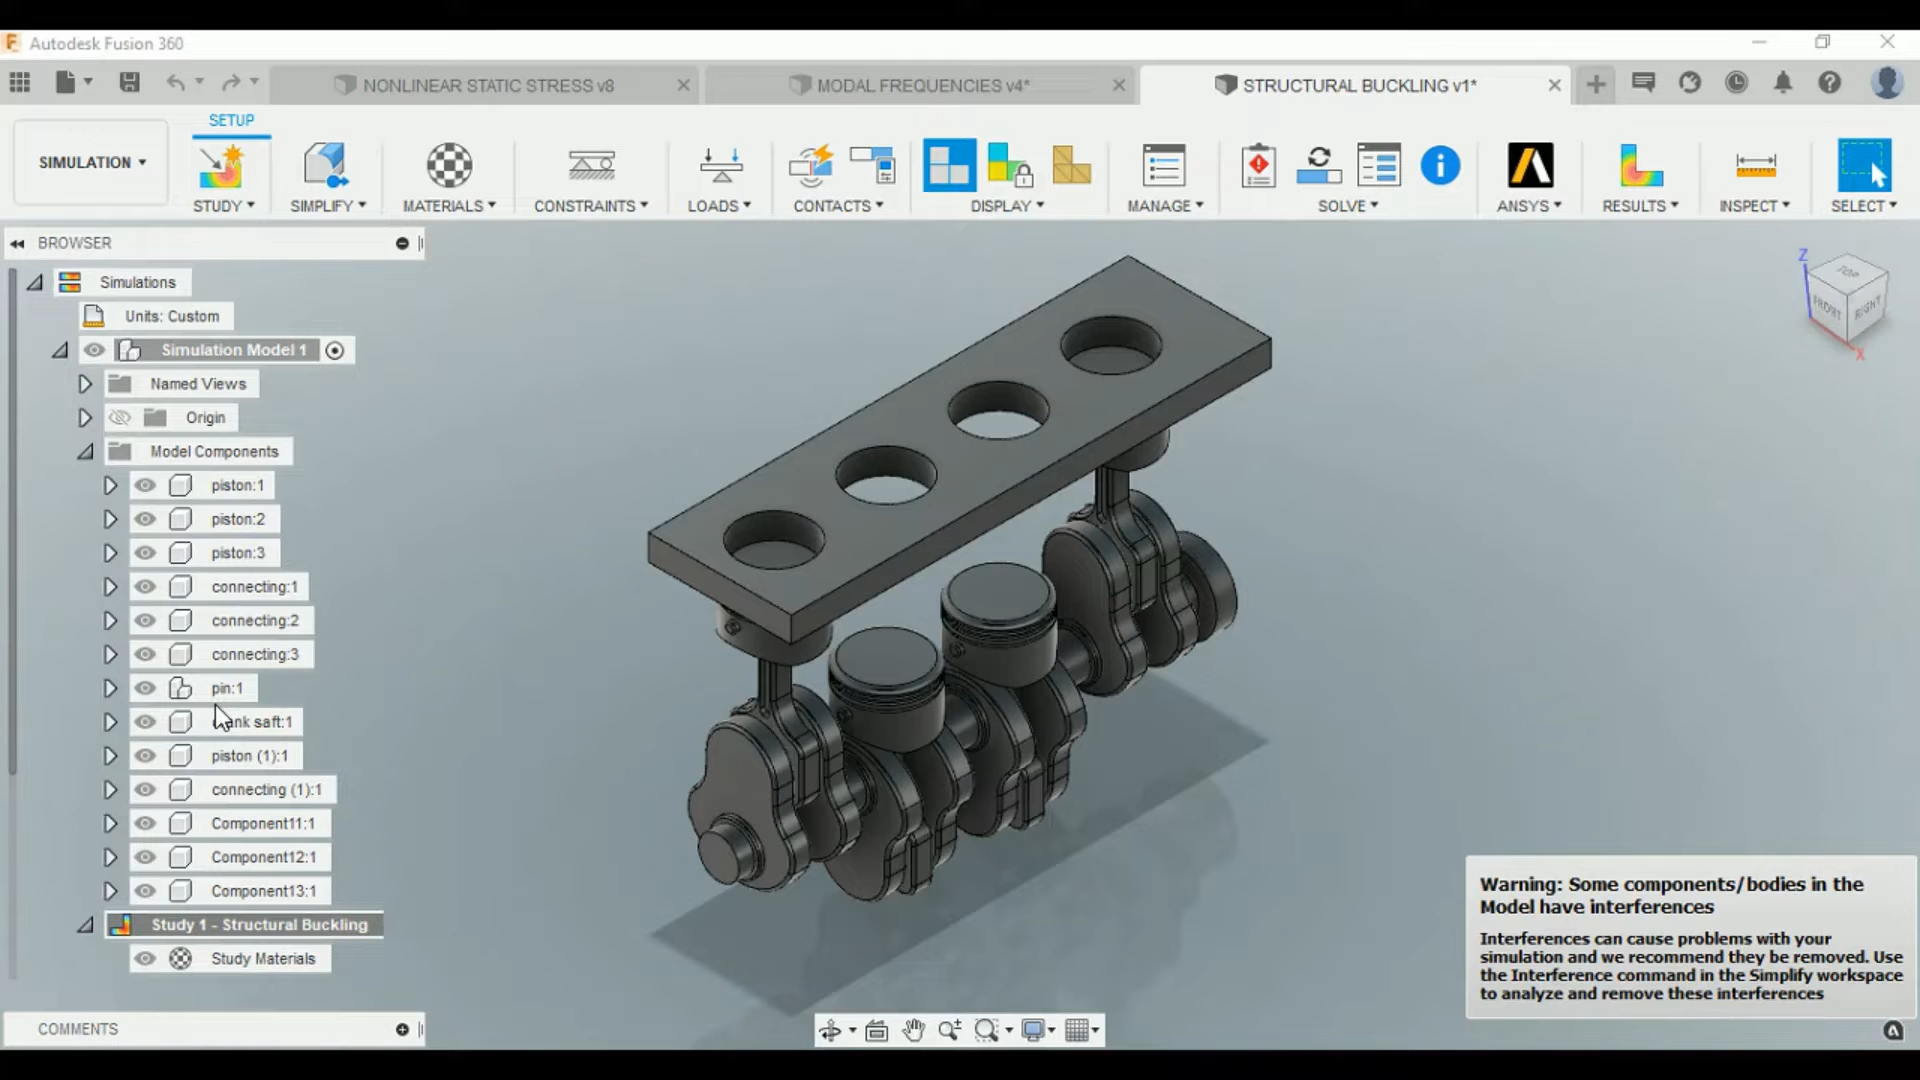 Autodesk Fusion 360
NONLINEAR STATIC STRESS v8
MODAL FREQUENCIES v4*
STRUCTURAL BUCKLING v1*
SETUP
SIMULATION
STUDY
SIMPLIFY
MATERIALS
CONSTRAINTS
LOADS
CONTACTS
DISPLAY
MANAGE
SOLVE
ANSYS
RESULTS
INSPECT
SELECT
BROWSER
Simulations
Units: Custom
Simulation Model 1
Named Views
Origin
Model Components
piston:1
piston:2
piston:3
connecting:1
connecting:2
connecting:3
pin:1
saft:1
piston (1):1
connecting (1):1
Component11:1
Component12:1
Component13:1
Study 1 - Structural Buckling
Study Materials
COMMENTS
Z
TOP
FRONT
RIGHT
X
Warning: Some components/bodies in the
Model have interferences
Interferences can cause problems with your
simulation and we recommend they be removed. Use
the Interference command in the Simplify workspace
to analyze and remove these interferences